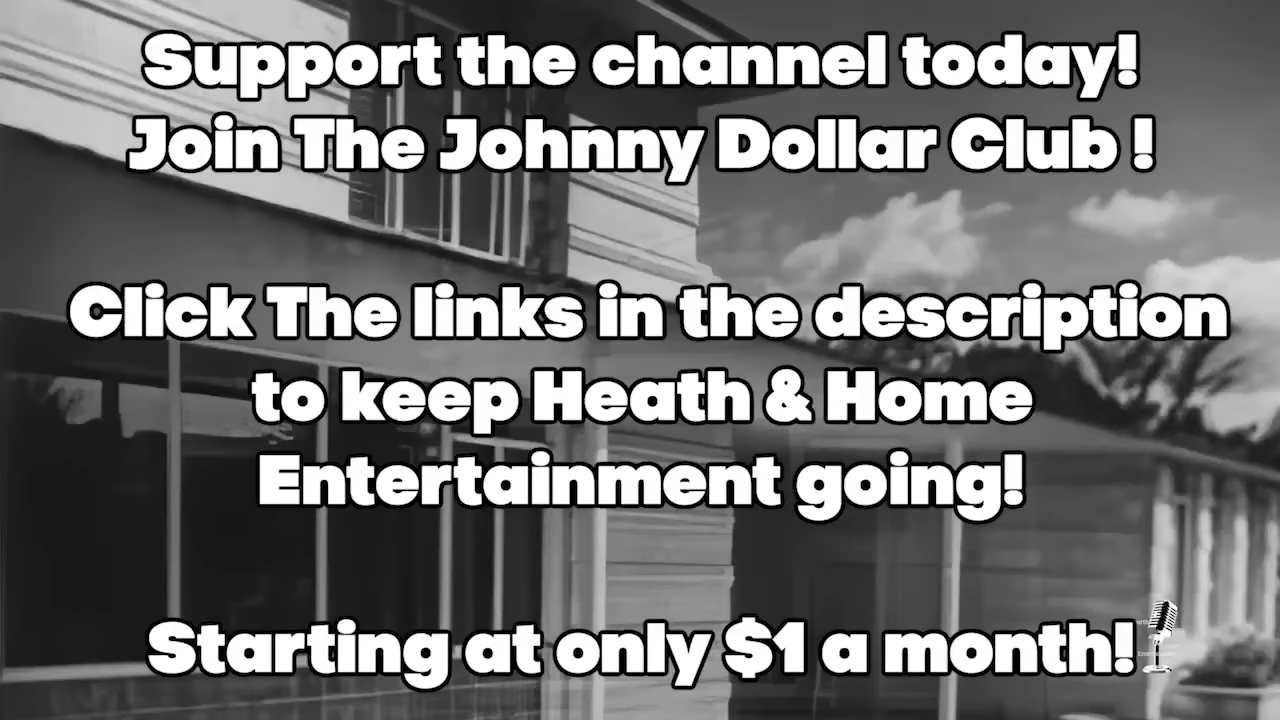 Support the channel today!
Join The Johnny Dollar Club !
Click The links in the description
to keep Heath & Home
Entertainment going!
Starting at only $1 a month!